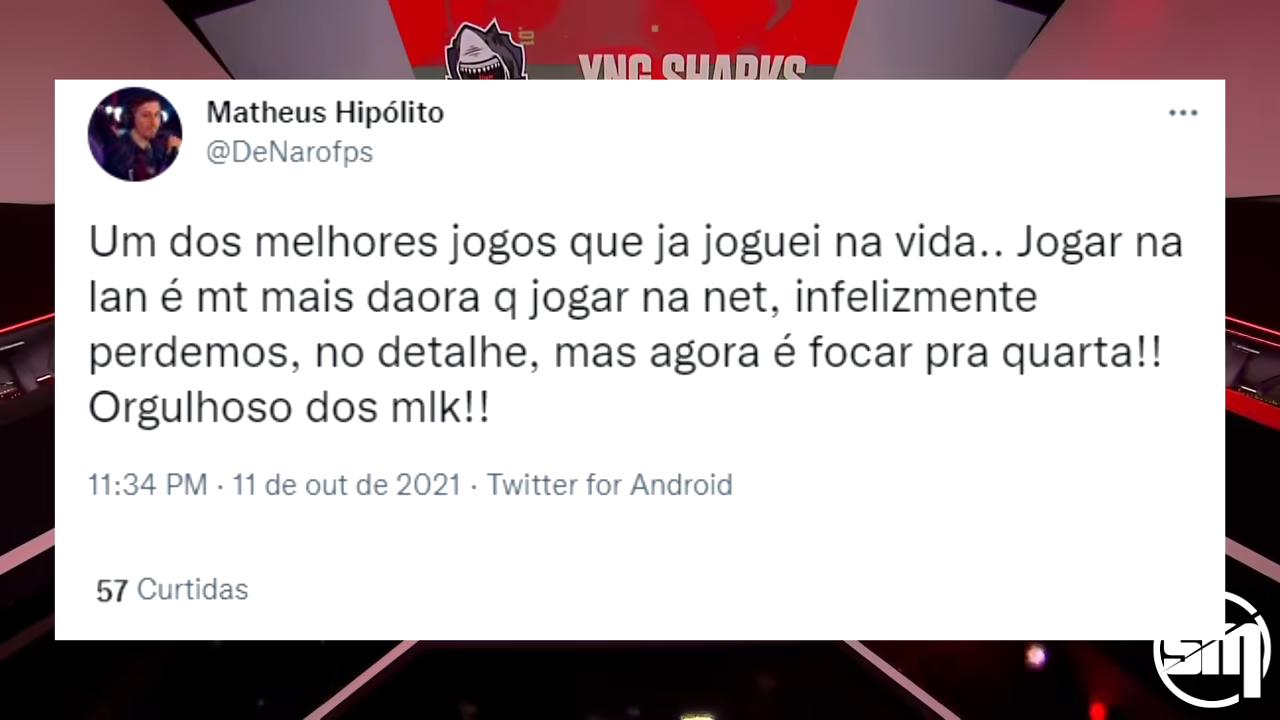 YNG SHARKS
Matheus Hipólito
@DeNarofps
Um dos melhores jogos que ja joguei na vida.. Jogar na
lan é mt mais daora q jogar na net, infelizmente
perdemos, no detalhe, mas agora é focar pra quarta!!
Orgulhoso dos mlk!!
11:34 PM · 11 de out de 2021 · Twitter for Android
57 Curtidas
sm